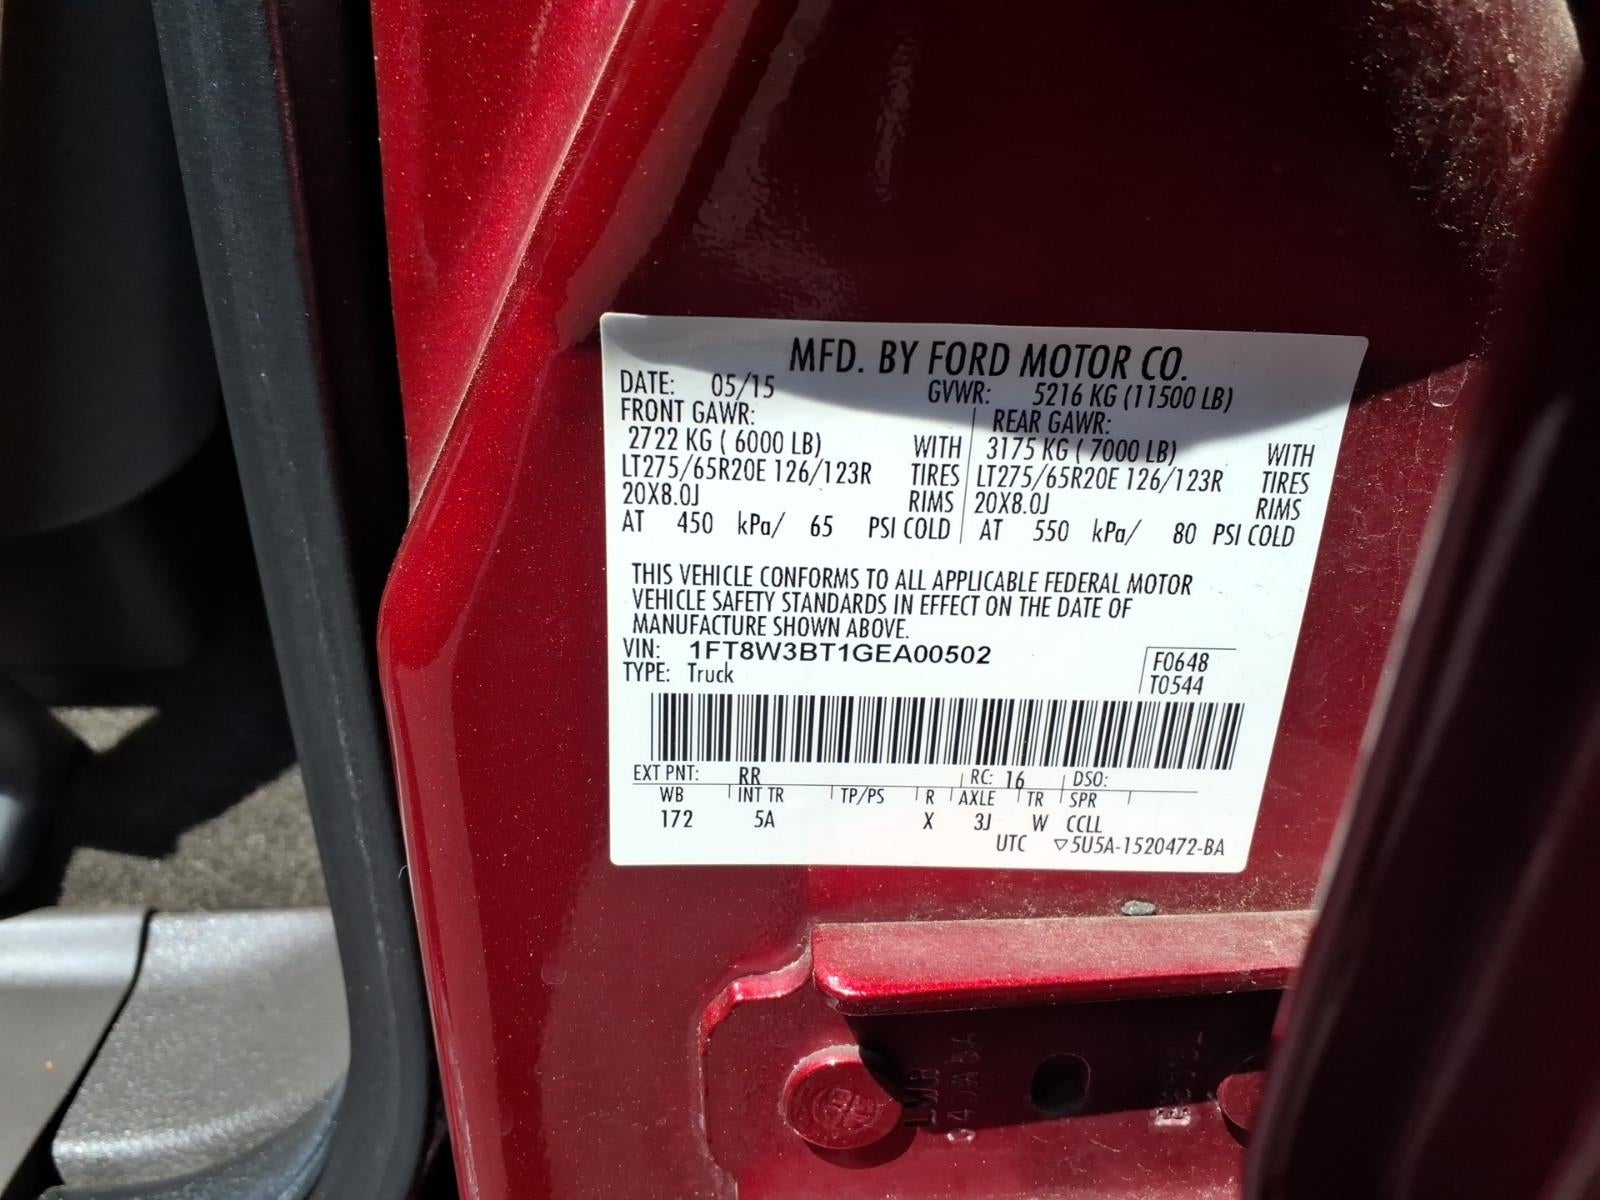 MFD. BY FORD MOTOR CO.
DATE: 05/15 GVWR: 5216 KG (11500 LB)
FRONT GAWR: REAR GAWR:
2722 KG ( 6000 LB) WITH 3175 KG ( 7000 LB) WITH
LT275/65R20E 126/123R TIRES LT275/65R20E 126/123R TIRES
20X8.0J RIMS 20X8.0J RIMS
AT 450 kPa/ 65 PSI COLD AT 550 kPa/ 80 PSI COLD
THIS VEHICLE CONFORMS TO ALL APPLICABLE FEDERAL MOTOR
VEHICLE SAFETY STANDARDS IN EFFECT ON THE DATE OF
MANUFACTURE SHOWN ABOVE.
VIN: 1FT8W3BT1GEA00502 F0648
TYPE: Truck T0544
EXT PNT: RR RC: 16 DSO:
WB INT TR TP/PS R AXLE TR SPR
172 5A X 3J W CCLL
UTC ▽5U5A-1520472-BA